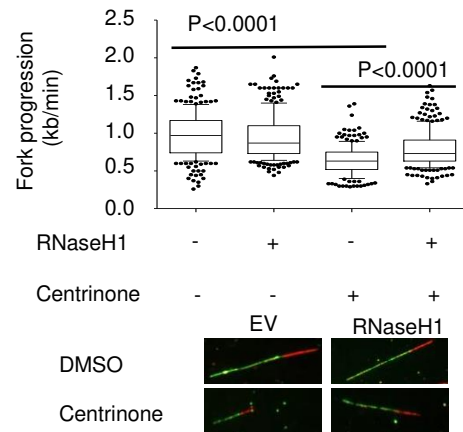 P<0.0001
P<0.0001
Fork progression
(kb/min)
2.5
2.0
1.5
1.0
0.5
0.0
RNaseH1 - + - +
Centrinone - - + +
EV RNaseH1
DMSO
Centrinone